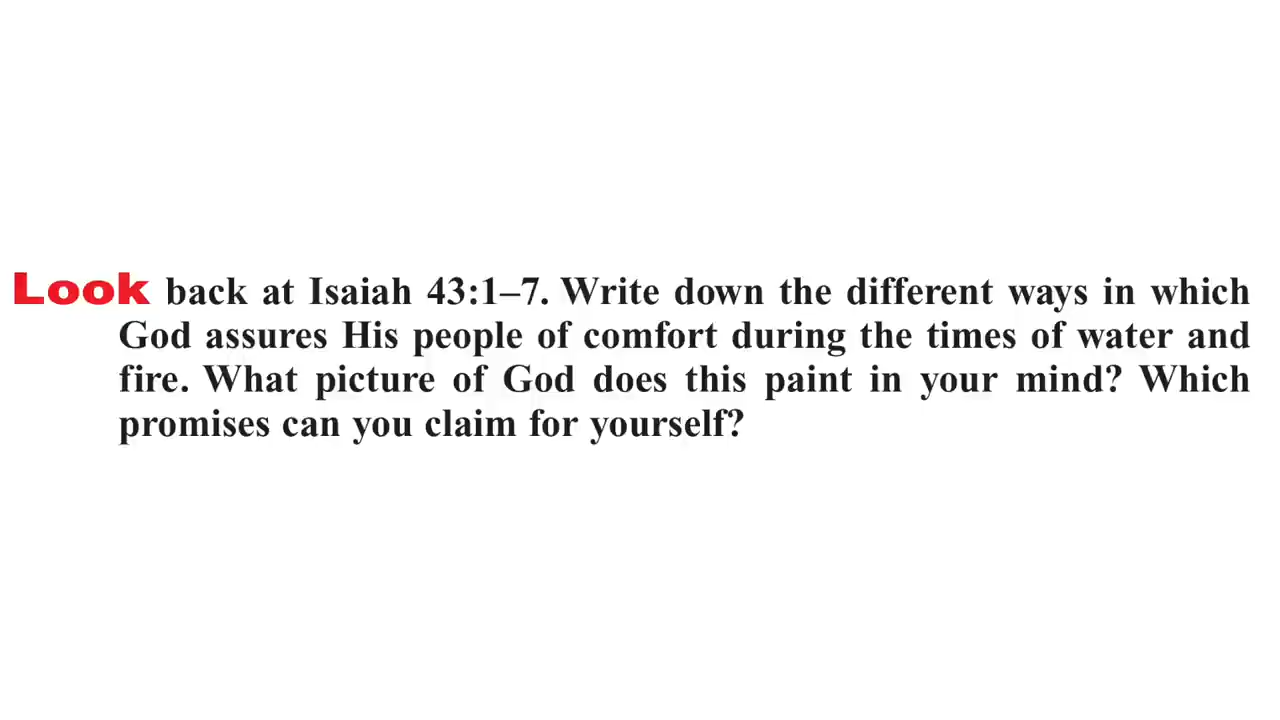 Look back at Isaiah 43:1–7. Write down the different ways in which
God assures His people of comfort during the times of water and
fire. What picture of God does this paint in your mind? Which
promises can you claim for yourself?